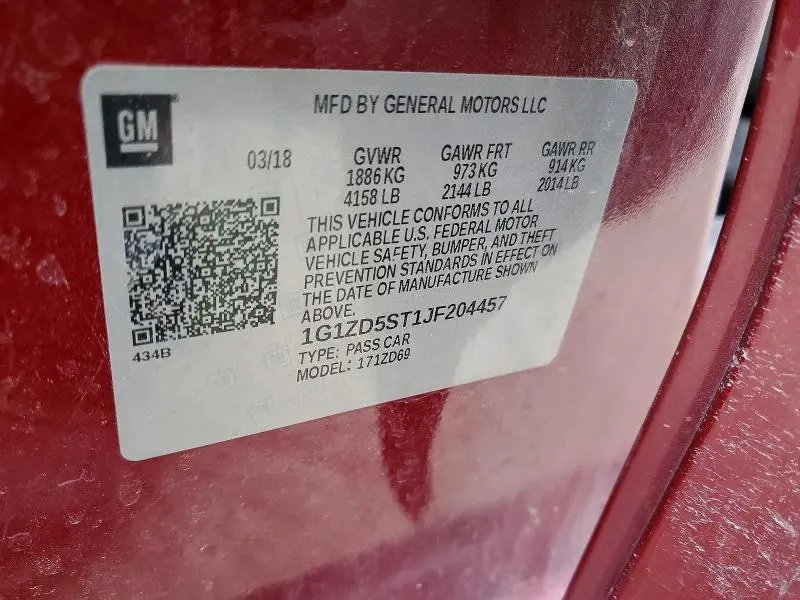 GM
MFD BY GENERAL MOTORS LLC
03/18
GVWR
1886 KG
4158 LB
GAWR FRT
973 KG
2144 LB
GAWR RR
914 KG
2014 LB
THIS VEHICLE CONFORMS TO ALL
APPLICABLE U.S. FEDERAL MOTOR
VEHICLE SAFETY, BUMPER, AND THEFT
PREVENTION STANDARDS IN EFFECT ON
THE DATE OF MANUFACTURE SHOWN
ABOVE.
1G1ZD5ST1JF204457
TYPE: PASS CAR
MODEL: 171ZD69
434B